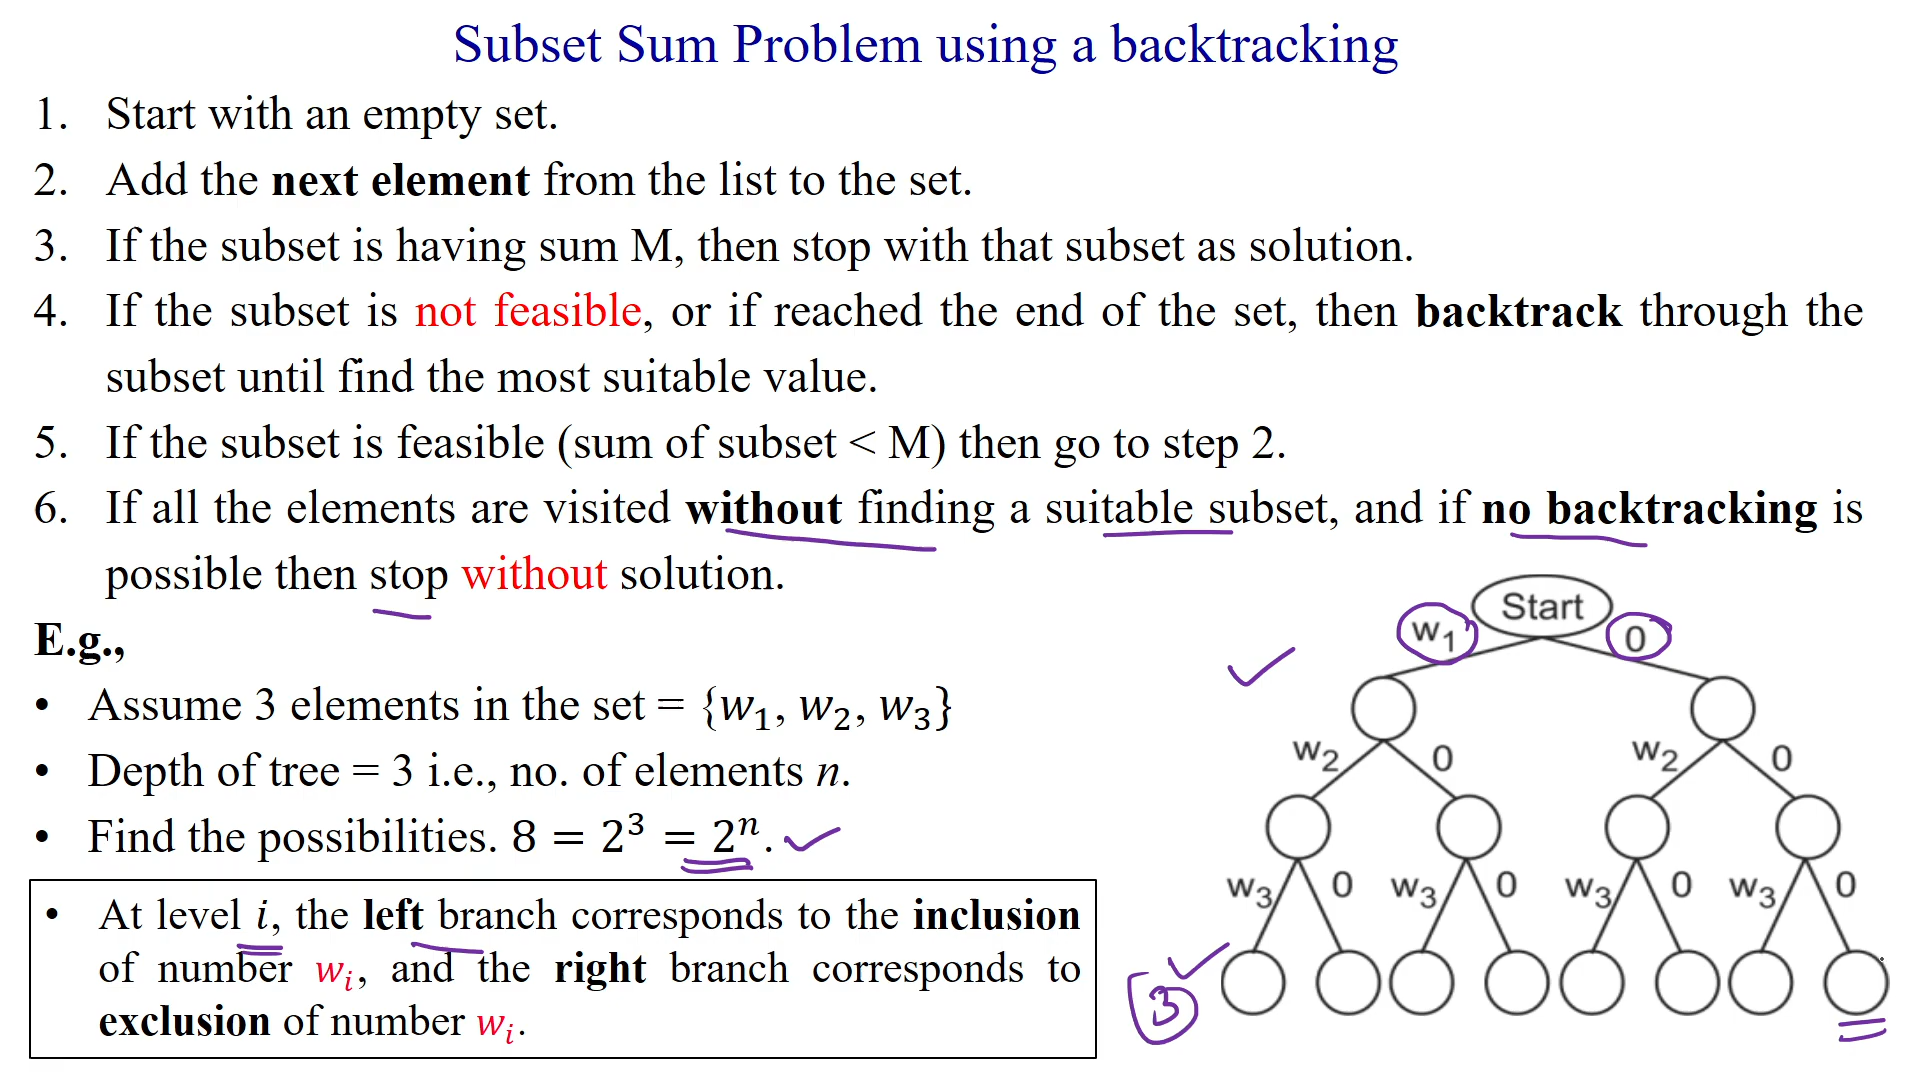 Subset Sum Problem using a backtracking
1. Start with an empty set.
2. Add the next element from the list to the set.
3. If the subset is having sum M, then stop with that subset as solution.
4. If the subset is not feasible, or if reached the end of the set, then backtrack through the
subset until find the most suitable value.
5. If the subset is feasible (sum of subset < M) then go to step 2.
6. If all the elements are visited without finding a suitable subset, and if no backtracking is
possible then stop without solution.
E.g.,
• Assume 3 elements in the set = {w₁, w₂, w₃}
• Depth of tree = 3 i.e., no. of elements n.
• Find the possibilities. 8 = 2³ = 2ⁿ.
• At level i, the left branch corresponds to the inclusion
of number wᵢ, and the right branch corresponds to
exclusion of number wᵢ.
Start
w₁ 0
w₂ 0 w₂ 0
w₃ 0 w₃ 0 w₃ 0 w₃ 0
3